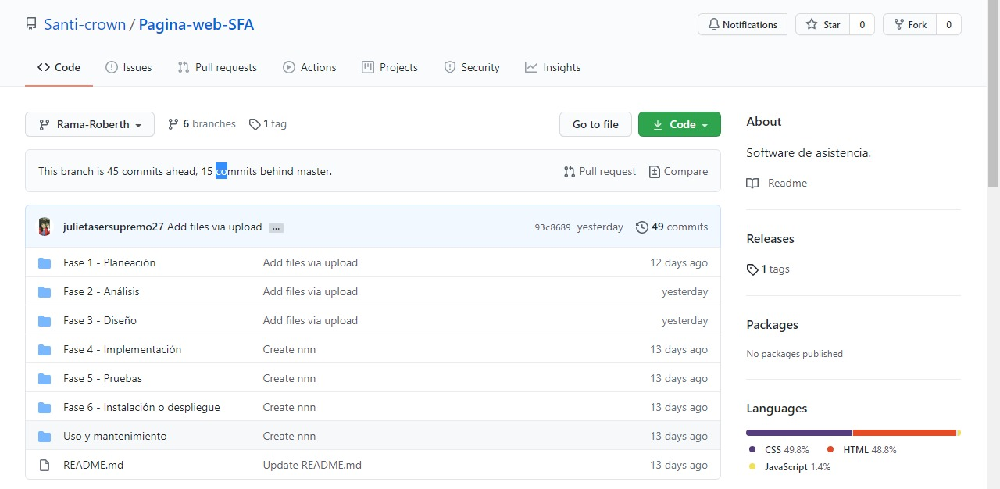 Santi-crown / Pagina-web-SFA
Notifications Star 0 Fork 0
Code Issues Pull requests Actions Projects Security Insights
Rama-Roberth 6 branches 1 tag Go to file Code
This branch is 45 commits ahead, 15 commits behind master. Pull request Compare
julietasersupremo27 Add files via upload ... 93c8689 yesterday 49 commits
Fase 1 - Planeación Add files via upload 12 days ago
Fase 2 - Análisis Add files via upload yesterday
Fase 3 - Diseño Add files via upload yesterday
Fase 4 - Implementación Create nnn 13 days ago
Fase 5 - Pruebas Create nnn 13 days ago
Fase 6 - Instalación o despliegue Create nnn 13 days ago
Uso y mantenimiento Create nnn 13 days ago
README.md Update README.md 13 days ago
About
Software de asistencia.
Readme
Releases
1 tags
Packages
No packages published
Languages
CSS 49.8% HTML 48.8%
JavaScript 1.4%